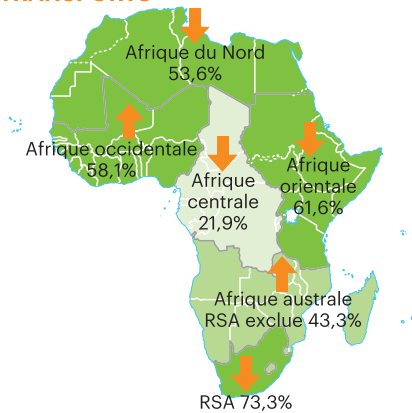 Afrique du Nord
53,6%
Afrique occidentale
58,1%
Afrique
centrale
21,9%
Afrique
orientale
61,6%
Afrique australe
RSA exclue 43,3%
RSA 73,3%